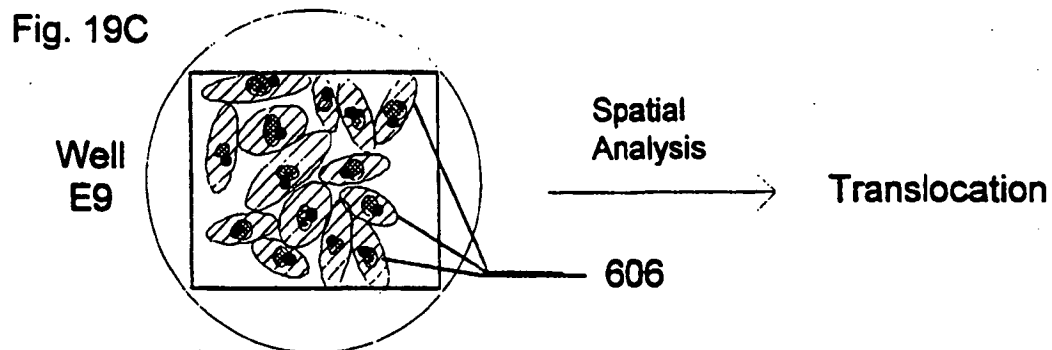 Fig. 19C
Well
E9
Spatial
Analysis
Translocation
606